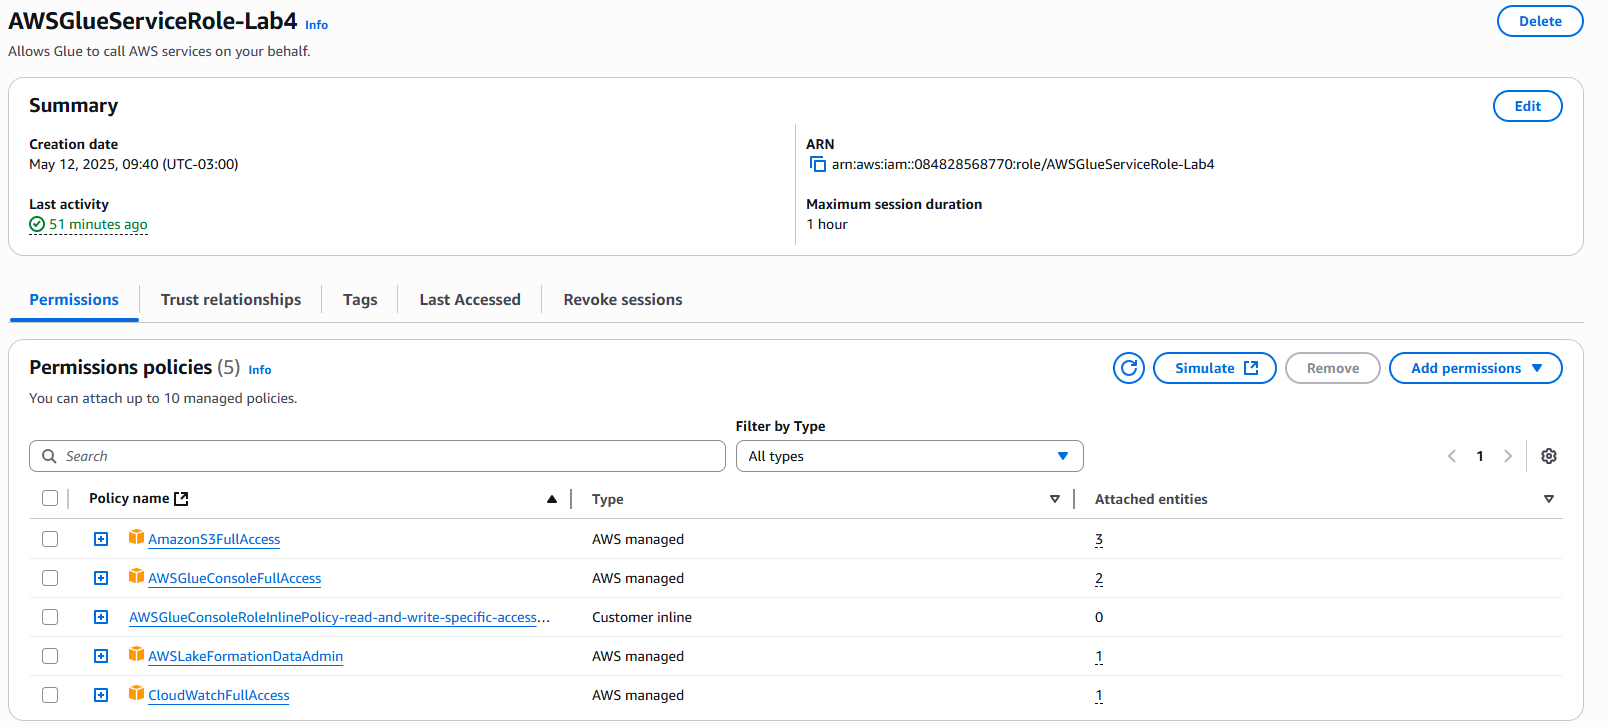 AWSGlueServiceRole-Lab4 Info
Delete
Allows Glue to call AWS services on your behalf.
Summary
Edit
Creation date
May 12, 2025, 09:40 (UTC-03:00)
ARN
arn:aws:iam::084828568770:role/AWSGlueServiceRole-Lab4
Last activity
51 minutes ago
Maximum session duration
1 hour
Permissions
Trust relationships
Tags
Last Accessed
Revoke sessions
Permissions policies (5) Info
Simulate
Remove
Add permissions
You can attach up to 10 managed policies.
Filter by Type
Search
All types
1
Policy name
Type
Attached entities
AmazonS3FullAccess AWS managed 3
AWSGlueConsoleFullAccess AWS managed 2
AWSGlueConsoleRoleInlinePolicy-read-and-write-specific-access... Customer inline 0
AWSLakeFormationDataAdmin AWS managed 1
CloudWatchFullAccess AWS managed 1